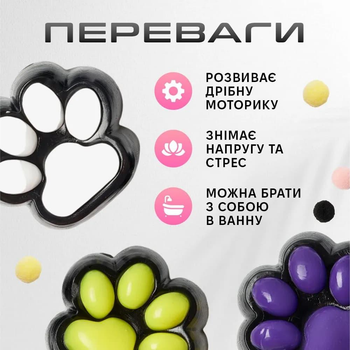 ПЕРЕВАГИ
РОЗВИВАЄ
ДРІБНУ
МОТОРИКУ
ЗНІМАЄ
НАПРУГУ ТА
СТРЕС
МОЖНА БРАТИ
З СОБОЮ
В ВАННУ